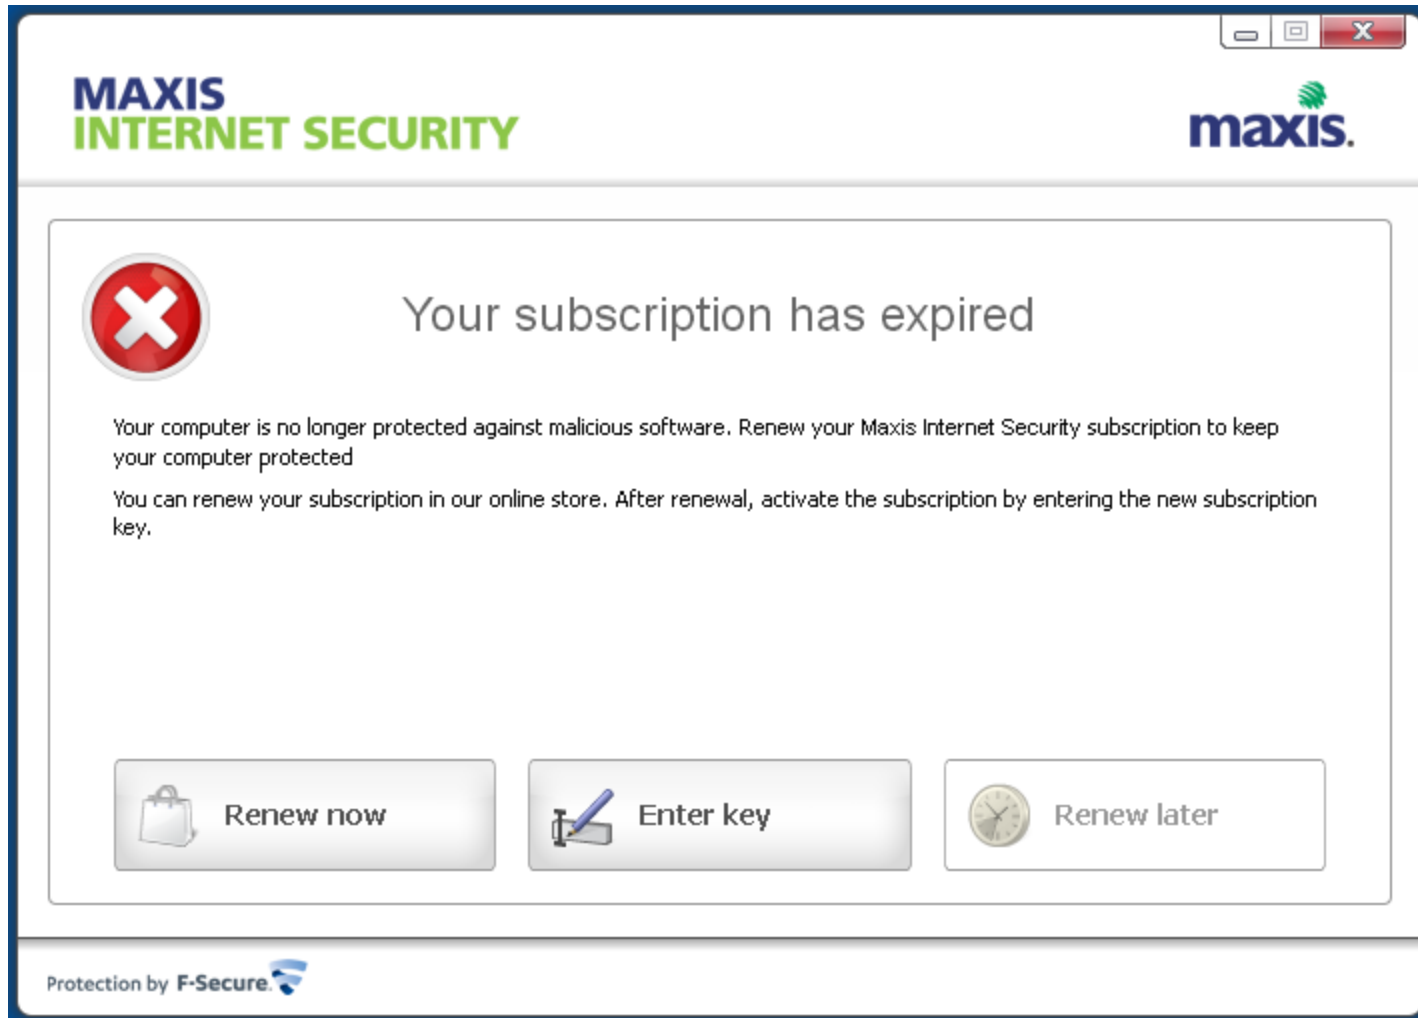 MAXIS
INTERNET SECURITY
maxis.
Your subscription has expired
Your computer is no longer protected against malicious software. Renew your Maxis Internet Security subscription to keep
your computer protected
You can renew your subscription in our online store. After renewal, activate the subscription by entering the new subscription
key.
Renew now
Enter key
Renew later
Protection by F-Secure.